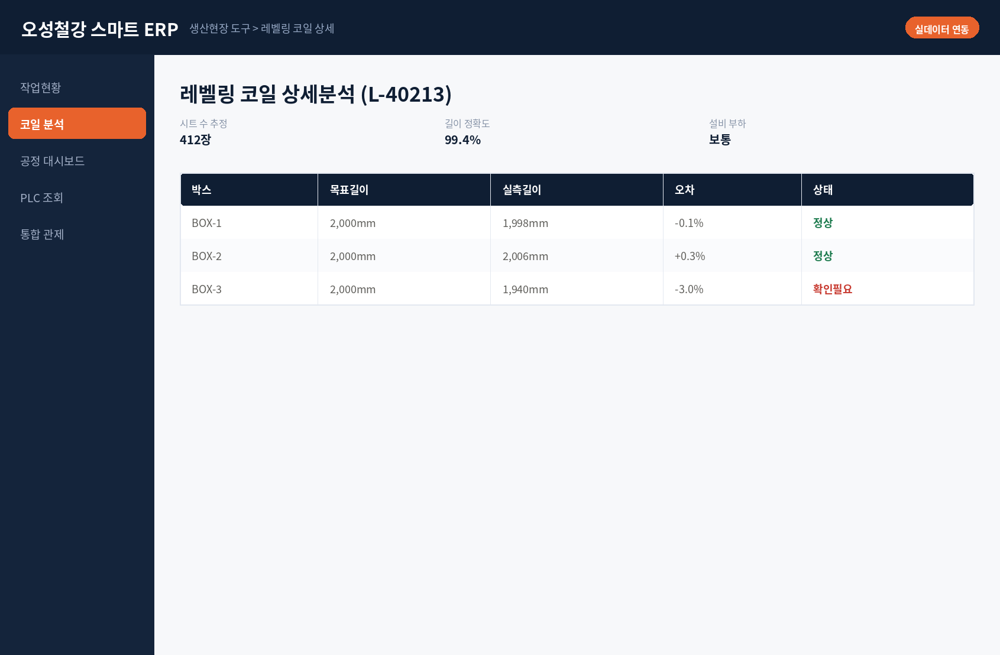 오성철강 스마트 ERP
생산현장 도구 > 레벨링 코일 상세
실데이터 연동
작업현황
코일 분석
공정 대시보드
PLC 조회
통합 관제
레벨링 코일 상세분석 (L-40213)
시트 수 추정
412장
길이 정확도
99.4%
설비 부하
보통
박스 목표길이 실측길이 오차 상태
BOX-1 2,000mm 1,998mm -0.1% 정상
BOX-2 2,000mm 2,006mm +0.3% 정상
BOX-3 2,000mm 1,940mm -3.0% 확인필요